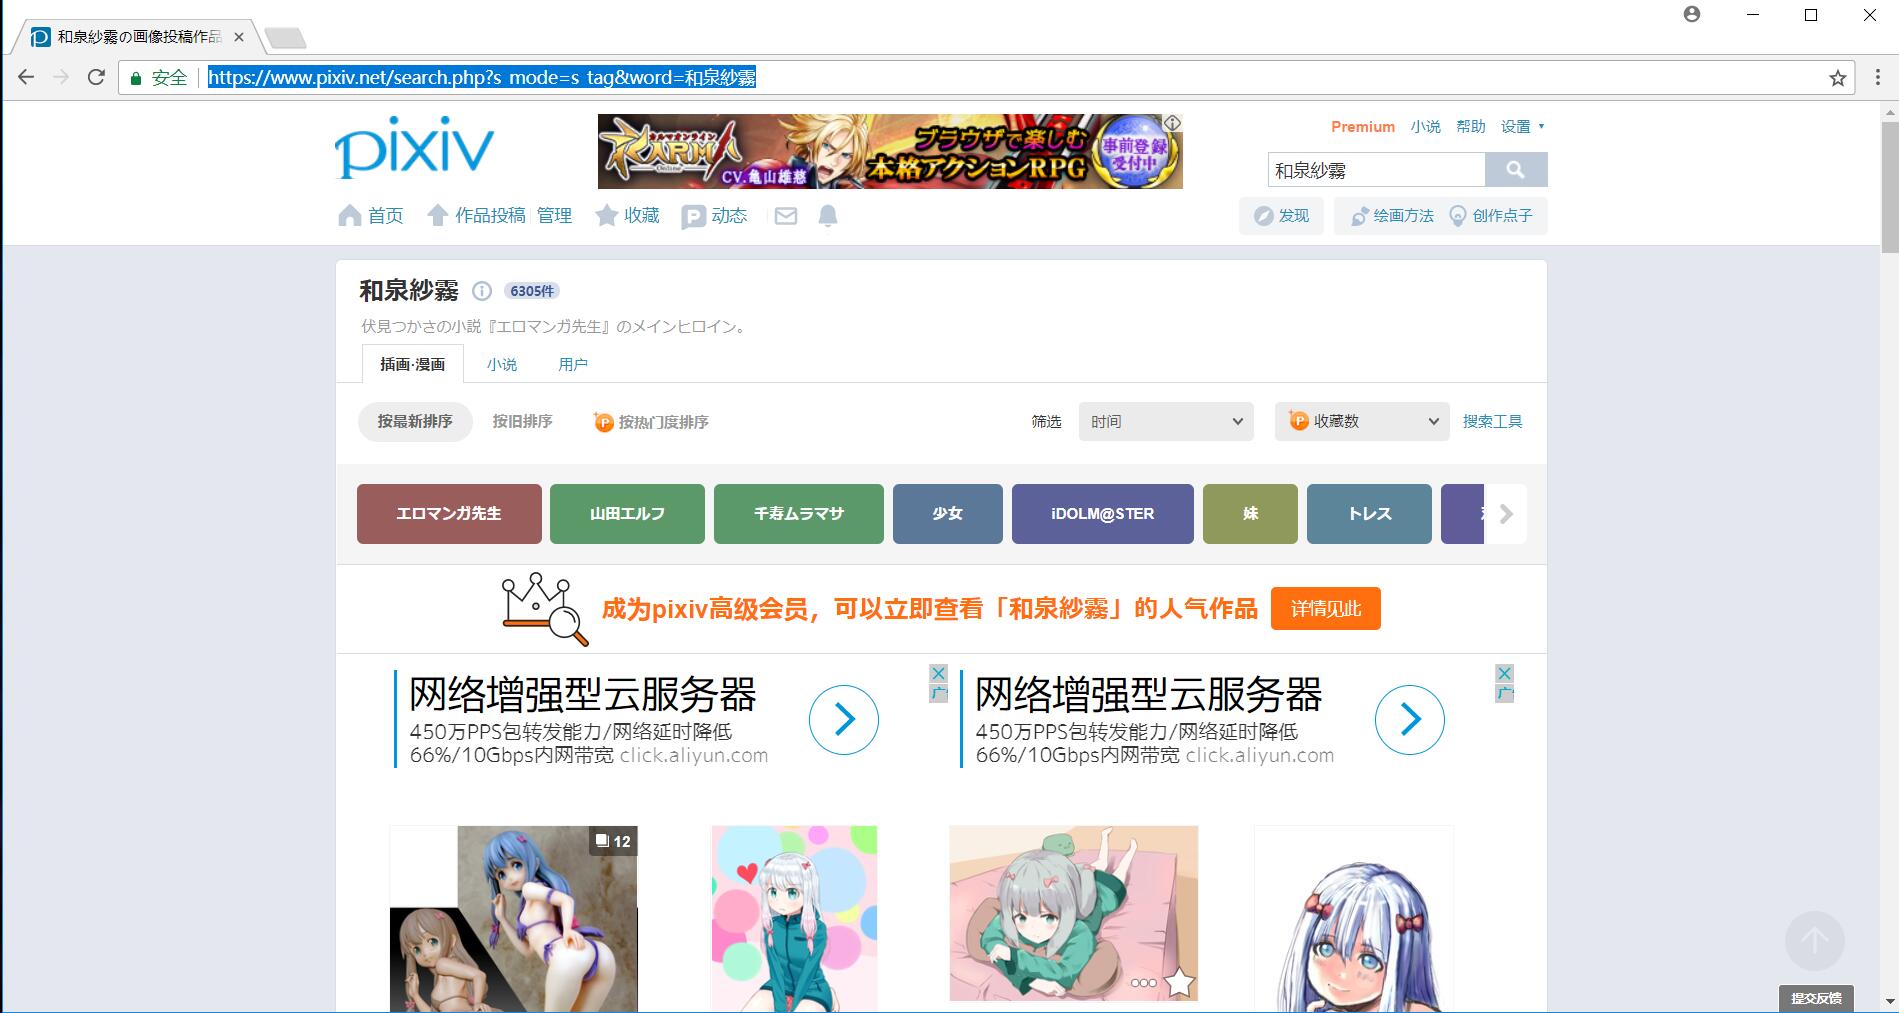 和泉紗霧の画像投稿作品
安全 https://www.pixiv.net/search.php?s_mode=s_tag&word=和泉紗霧
pixiv
カルマオンライン
KARMA
Online
CV.亀山雄慈
ブラウザで楽しむ
本格アクションRPG
事前登録
受付中
Premium 小说 帮助 设置
和泉紗霧
首页 作品投稿 管理 收藏 动态
发现 绘画方法 创作点子
和泉紗霧 6305件
伏見つかさの小説『エロマンガ先生』のメインヒロイン。
插画·漫画 小说 用户
按最新排序 按旧排序 按热门度排序 筛选 时间 收藏数 搜索工具
エロマンガ先生 山田エルフ 千寿ムラマサ 少女 iDOLM@STER 妹 トレス
成为pixiv高级会员，可以立即查看「和泉紗霧」的人气作品 详情见此
网络增强型云服务器
450万PPS包转发能力/网络延时降低
66%/10Gbps内网带宽 click.aliyun.com
网络增强型云服务器
450万PPS包转发能力/网络延时降低
66%/10Gbps内网带宽 click.aliyun.com
12
提交反馈